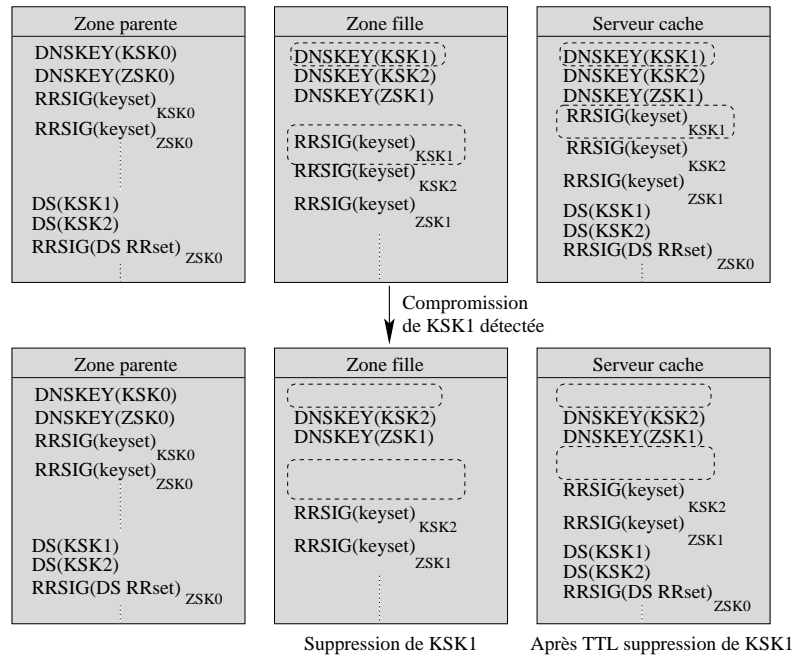 Zone parente
DNSKEY(KSK0)
DNSKEY(ZSK0)
RRSIG(keyset) KSK0
RRSIG(keyset) ZSK0
DS(KSK1)
DS(KSK2)
RRSIG(DS RRset) ZSK0
Zone fille
DNSKEY(KSK1)
DNSKEY(KSK2)
DNSKEY(ZSK1)
RRSIG(keyset) KSK1
RRSIG(keyset) KSK2
RRSIG(keyset) ZSK1
Serveur cache
DNSKEY(KSK1)
DNSKEY(KSK2)
DNSKEY(ZSK1)
RRSIG(keyset) KSK1
RRSIG(keyset) KSK2
RRSIG(keyset) ZSK1
DS(KSK1)
DS(KSK2)
RRSIG(DS RRset) ZSK0
Compromission
de KSK1 détectée
Zone parente
DNSKEY(KSK0)
DNSKEY(ZSK0)
RRSIG(keyset) KSK0
RRSIG(keyset) ZSK0
DS(KSK1)
DS(KSK2)
RRSIG(DS RRset) ZSK0
Zone fille
DNSKEY(KSK2)
DNSKEY(ZSK1)
RRSIG(keyset) KSK2
RRSIG(keyset) ZSK1
Serveur cache
DNSKEY(KSK2)
DNSKEY(ZSK1)
RRSIG(keyset) KSK2
RRSIG(keyset) ZSK1
DS(KSK1)
DS(KSK2)
RRSIG(DS RRset) ZSK0
Suppression de KSK1
Après TTL suppression de KSK1